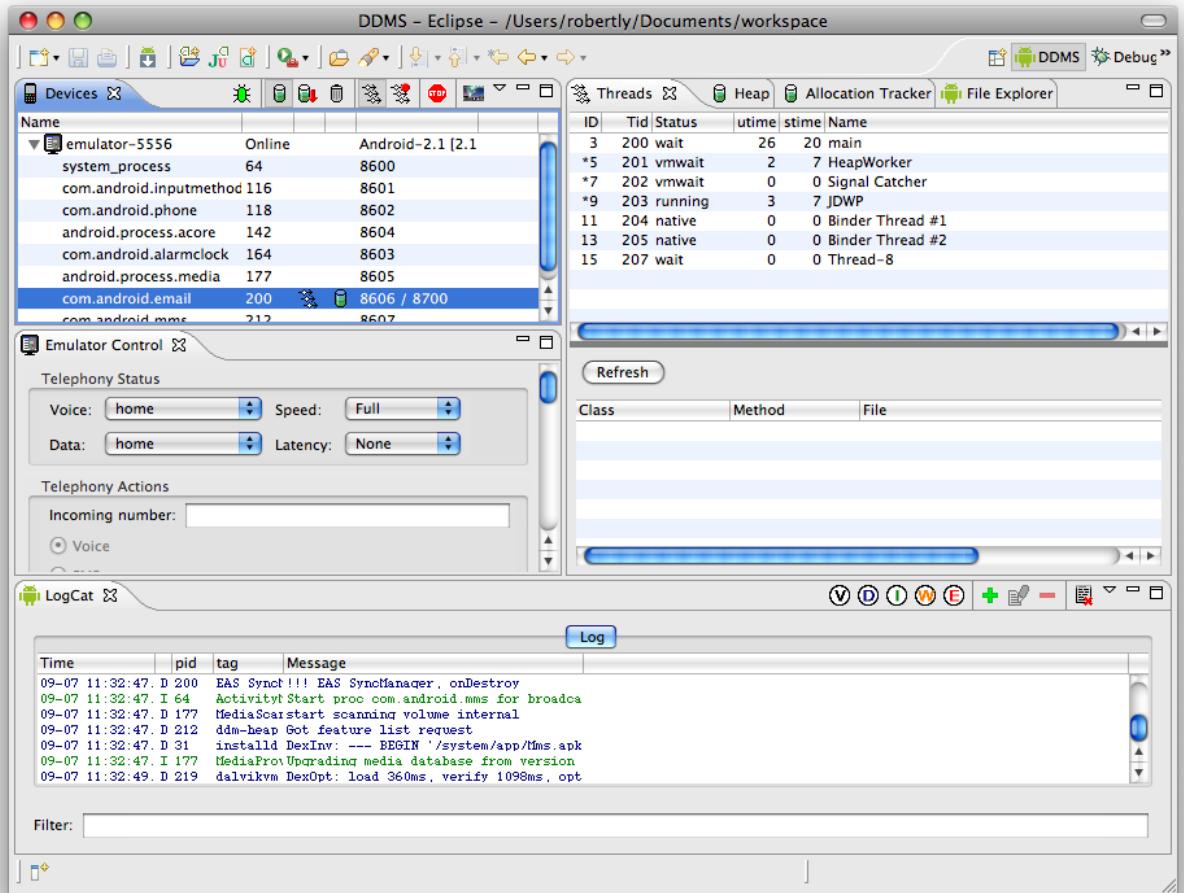 DDMS - Eclipse - /Users/robertly/Documents/workspace
DDMS Debug »
Devices
Name
emulator-5556 Online Android-2.1 [2.1
system_process 64 8600
com.android.inputmethod 116 8601
com.android.phone 118 8602
android.process.acore 142 8604
com.android.alarmclock 164 8603
android.process.media 177 8605
com.android.email 200 8606 / 8700
com.android.mms 212 8607
Threads Heap Allocation Tracker File Explorer
ID Tid Status utime stime Name
3 200 wait 26 20 main
*5 201 vmwait 2 7 HeapWorker
*7 202 vmwait 0 0 Signal Catcher
*9 203 running 3 7 JDWP
11 204 native 0 0 Binder Thread #1
13 205 native 0 0 Binder Thread #2
15 207 wait 0 0 Thread-8
Refresh
Class Method File
Emulator Control
Telephony Status
Voice: home Speed: Full
Data: home Latency: None
Telephony Actions
Incoming number:
Voice
LogCat
V D I W E
Log
Time pid tag Message
09-07 11:32:47. D 200 EAS Sync !!! EAS SyncManager, onDestroy
09-07 11:32:47. I 64 Activity Start proc com.android.mms for broadca
09-07 11:32:47. D 177 MediaScar start scanning volume internal
09-07 11:32:47. D 212 ddm-heap Got feature list request
09-07 11:32:47. D 31 installd DexInv: --- BEGIN '/system/app/Mms.apk
09-07 11:32:47. I 177 MediaPro Upgrading media database from version
09-07 11:32:49. D 219 dalvikvm DexOpt: load 360ms, verify 1098ms, opt
Filter: